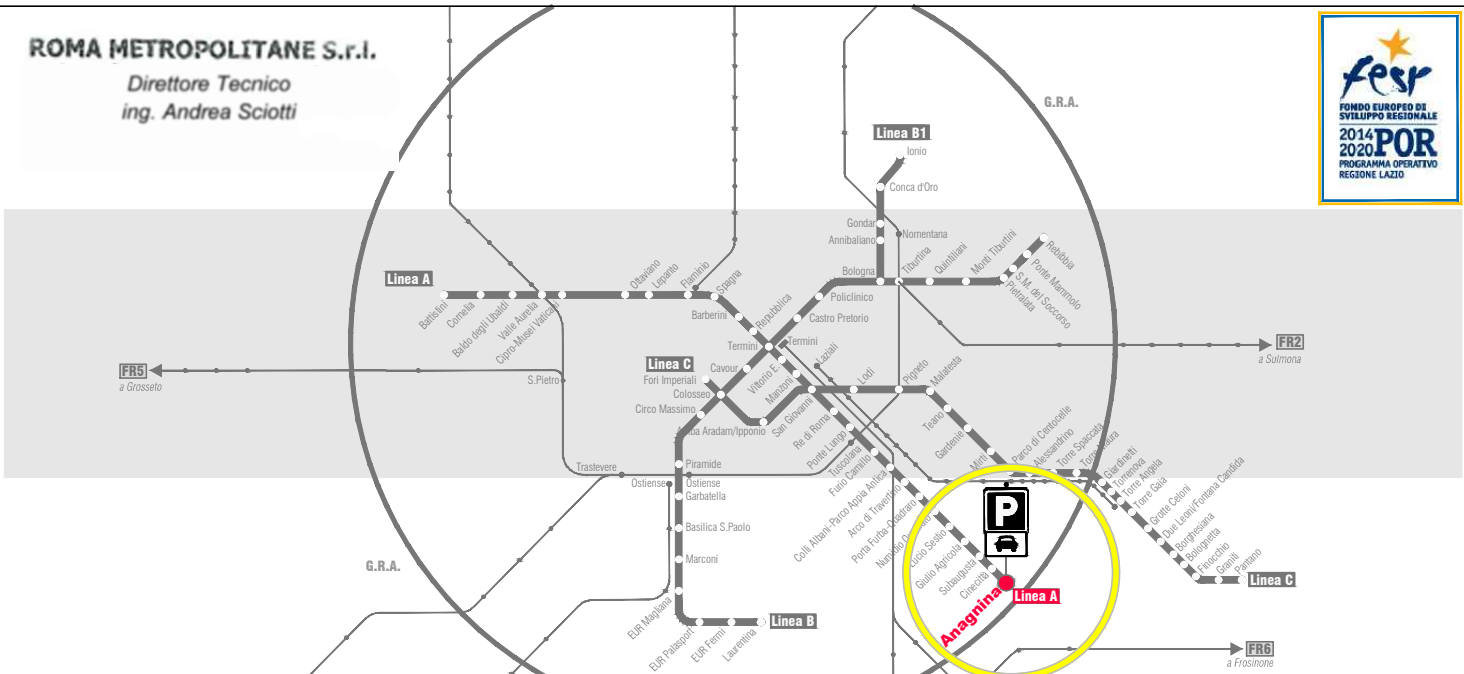 ROMA METROPOLITANE S.r.l.
Direttore Tecnico
ing. Andrea Sciotti
fesr
FONDO EUROPEO DI
SVILUPPO REGIONALE
2014
2020 POR
PROGRAMMA OPERATIVO
REGIONE LAZIO
G.R.A.
Linea B1
Ionio
Conca d'Oro
Gondar
Annibaliano
Nomentana
Bologna
Tiburtina
Quintiliani
Monti Tiburtini
Rebibbia
Ponte Mammolo
S.M. del Soccorso
Pietralata
Linea A
Battistini
Cornelia
Baldo degli Ubaldi
Valle Aurelia
Cipro-Musei Vaticani
Ottaviano
Lepanto
Flaminio
Spagna
Barberini
Repubblica
Policlinico
Castro Pretorio
Termini
Termini
FR2
a Sulmona
FR5
a Grosseto
S.Pietro
Linea C
Fori Imperiali
Cavour
Colosseo
Circo Massimo
Vittorio E.
Manzoni
Laziali
Lodi
Pigneto
Malatesta
San Giovanni
Re di Roma
Ponte Lungo
Tuscolana
Furio Camillo
Colli Albani-Parco Appia Antica
Arco di Travertino
Porta Furba-Quadraro
Lucio Sestio
Giulio Agricola
Subaugusta
Cinecittà
Anagnina
Linea A
P
Teano
Gardenie
Mirti
Parco di Centocelle
Alessandrino
Torre Spaccata
Torre Maura
Giardinetti
Torrenova
Torre Angela
Torre Gaia
Grotte Celoni
Due Leoni/Fontana Candida
Borghesiana
Bolognetta
Finocchio
Graniti
Pantano
Linea C
Trastevere
Piramide
Ostiense
Ostiense
Garbatella
Basilica S.Paolo
Marconi
EUR Magliana
EUR Palasport
EUR Fermi
Laurentina
Linea B
G.R.A.
FR6
a Frosinone